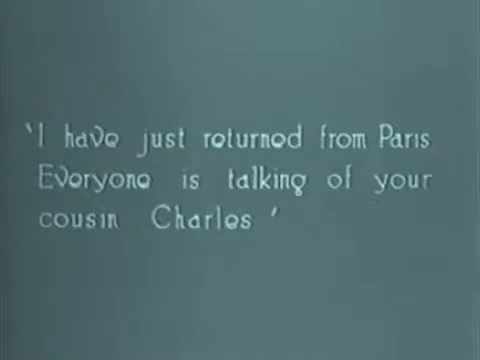 'I have just returned from Paris
Everyone is talking of your
cousin Charles '